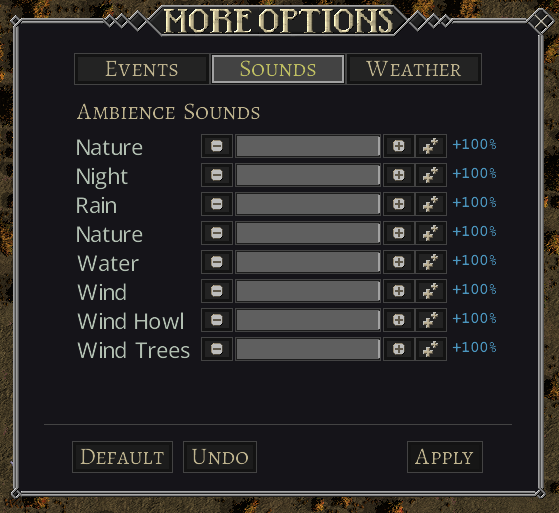 MORE OPTIONS
EVENTS SOUNDS WEATHER
AMBIENCE SOUNDS
Nature +100%
Night +100%
Rain +100%
Nature +100%
Water +100%
Wind +100%
Wind Howl +100%
Wind Trees +100%
DEFAULT UNDO APPLY